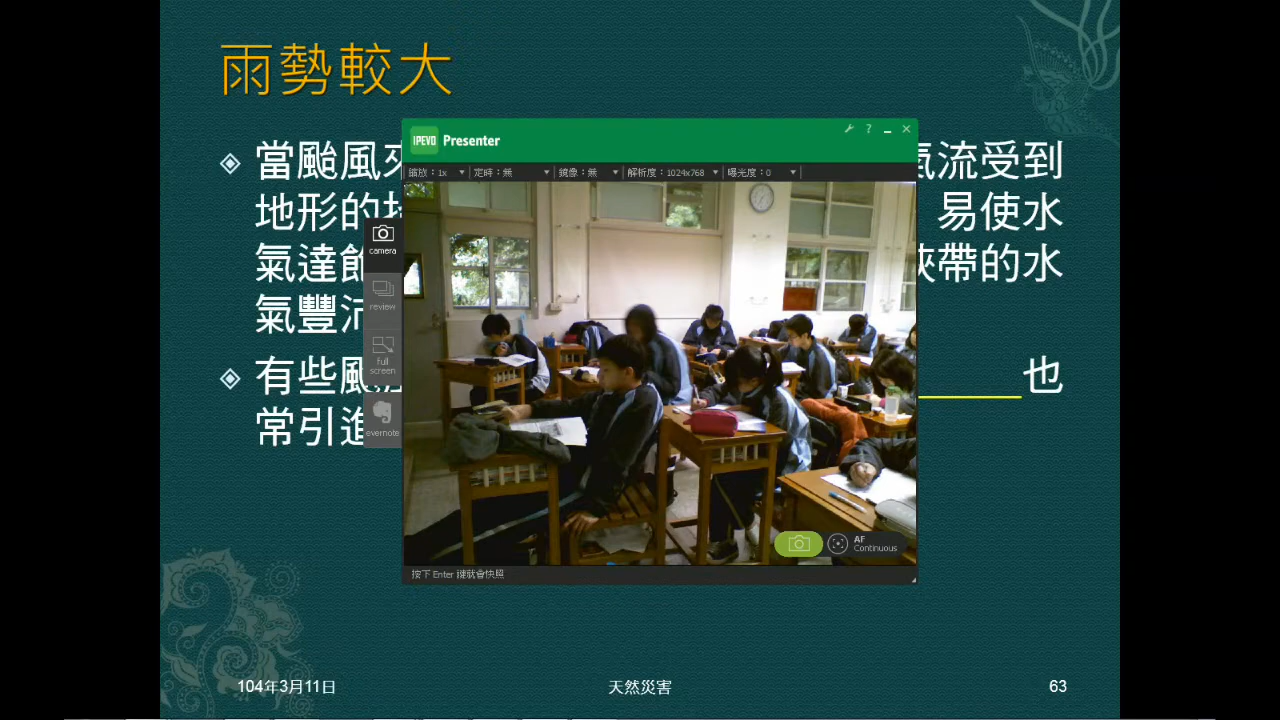 雨勢較大
當颱風來
氣流受到
地形的
易使水
氣達飽
挾帶的水
氣豐沛
有些颱
也
常引進
IPEVO Presenter
縮放：1x
定時：無
鏡像：無
解析度：1024x768
曝光度：0
camera
review
full
screen
evernote
AF
Continuous
按下 Enter 鍵就會快照
104年3月11日
天然災害
63